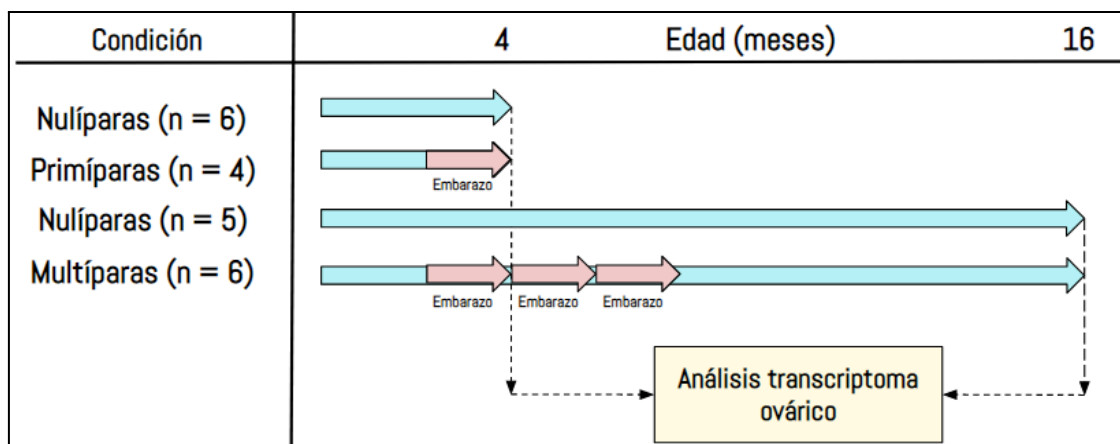 Condición 4 Edad (meses) 16
Nulíparas (n = 6)
Primíparas (n = 4)
Embarazo
Nulíparas (n = 5)
Multíparas (n = 6)
Embarazo Embarazo Embarazo
Análisis transcriptoma
ovárico